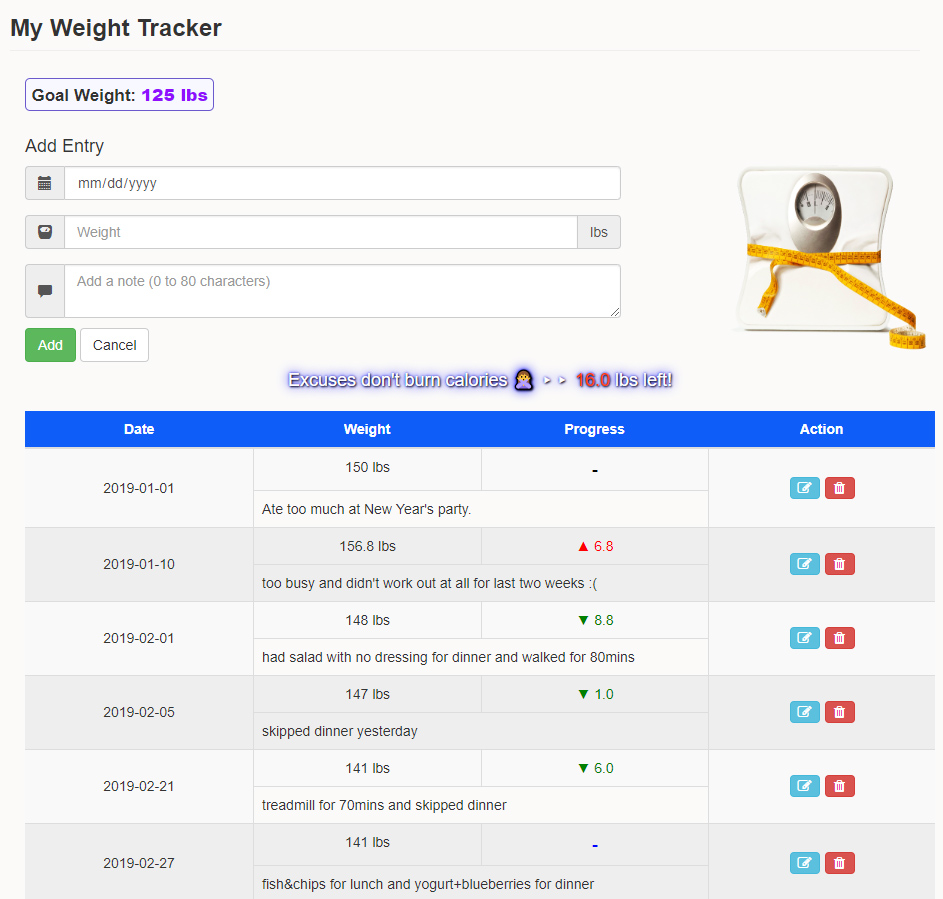 My Weight Tracker
Goal Weight: 125 lbs
Add Entry
mm/dd/yyyy
Weight lbs
Add a note (0 to 80 characters)
Add Cancel
Excuses don't burn calories 🙅 ▸ ▸ 16.0 lbs left!
Date Weight Progress Action
150 lbs -
2019-01-01
Ate too much at New Year's party.
156.8 lbs ▲ 6.8
2019-01-10
too busy and didn't work out at all for last two weeks :(
148 lbs ▼ 8.8
2019-02-01
had salad with no dressing for dinner and walked for 80mins
147 lbs ▼ 1.0
2019-02-05
skipped dinner yesterday
141 lbs ▼ 6.0
2019-02-21
treadmill for 70mins and skipped dinner
141 lbs -
2019-02-27
fish&chips for lunch and yogurt+blueberries for dinner